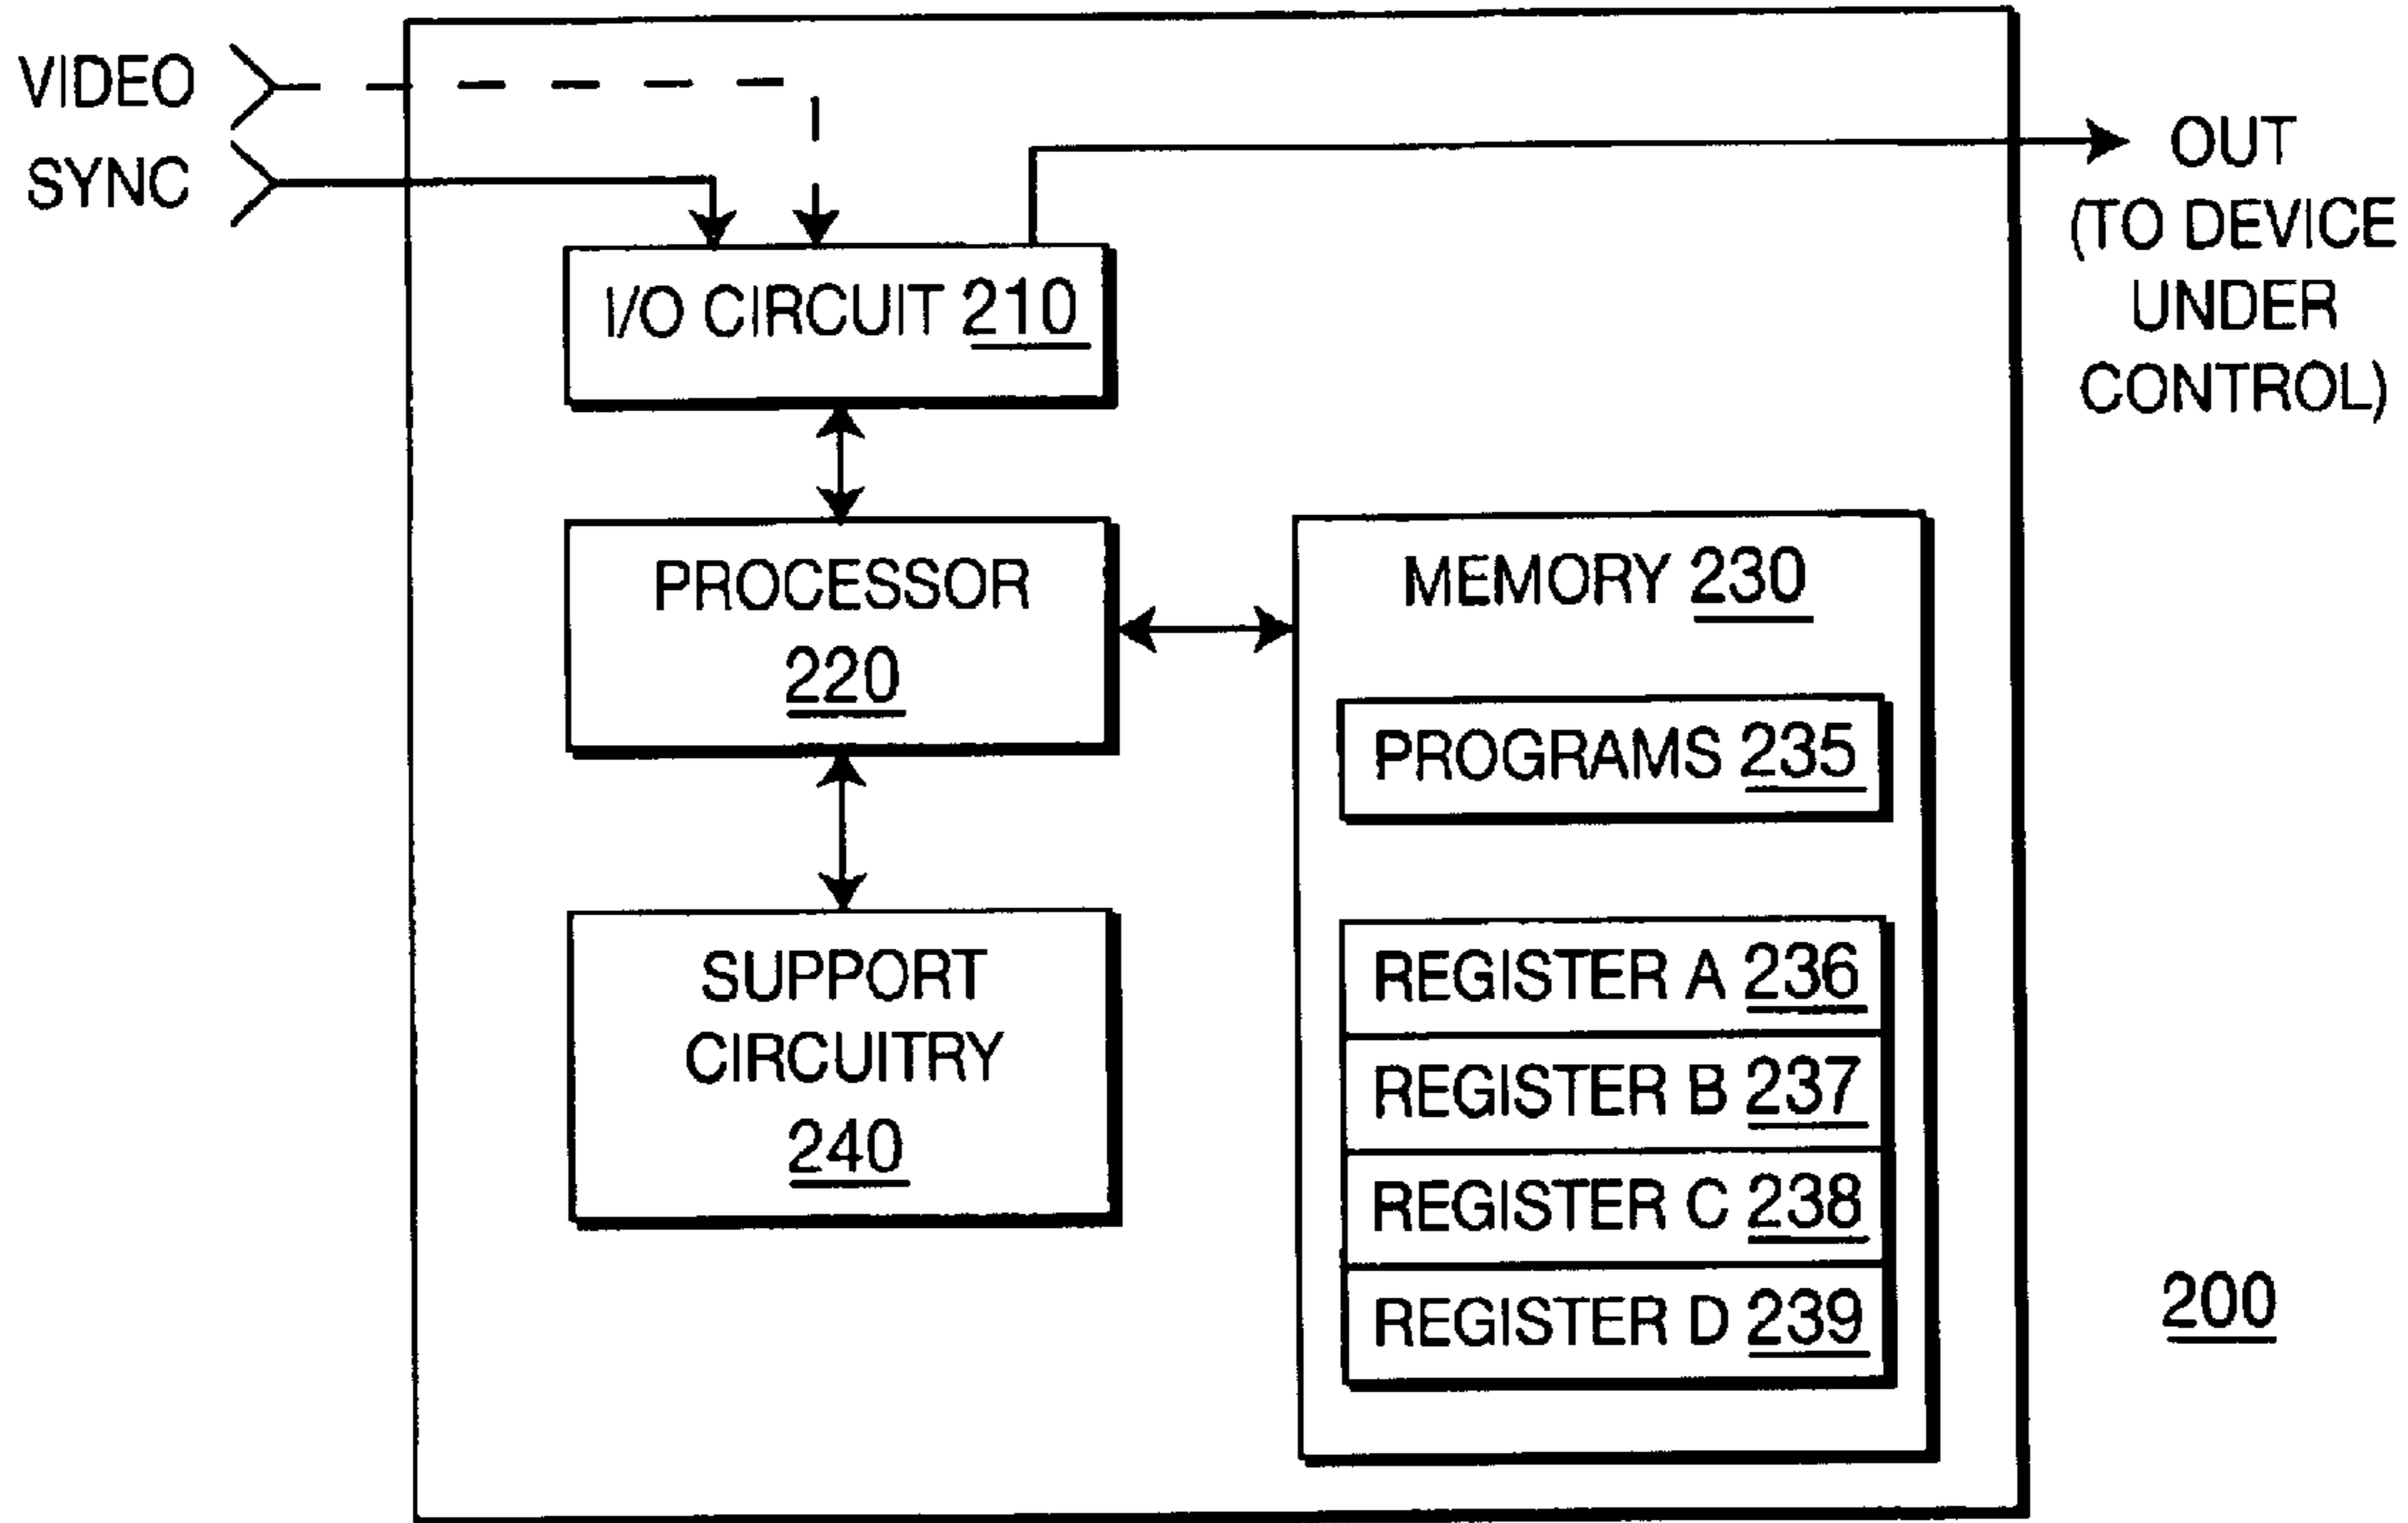 VIDEO
SYNC
OUT
(TO DEVICE
UNDER
CONTROL)
I/O CIRCUIT 210
PROCESSOR
220
MEMORY 230
PROGRAMS 235
SUPPORT
CIRCUITRY
240
REGISTER A 236
REGISTER B 237
REGISTER C 238
REGISTER D 239
200